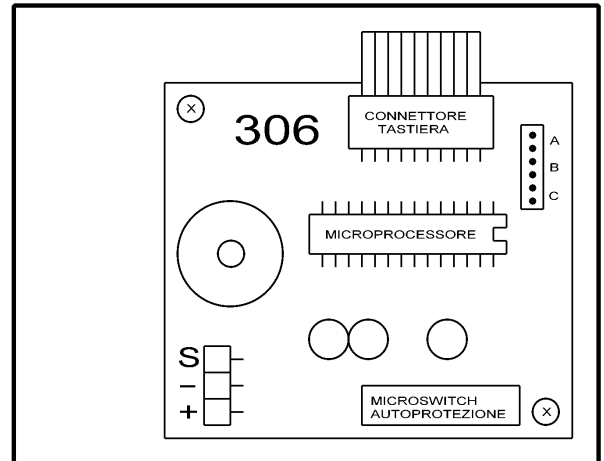 CONNETTORE
TASTIERA
306
A
B
C
MICROPROCESSORE
S
-
+
MICROSWITCH
AUTOPROTEZIONE
X
X